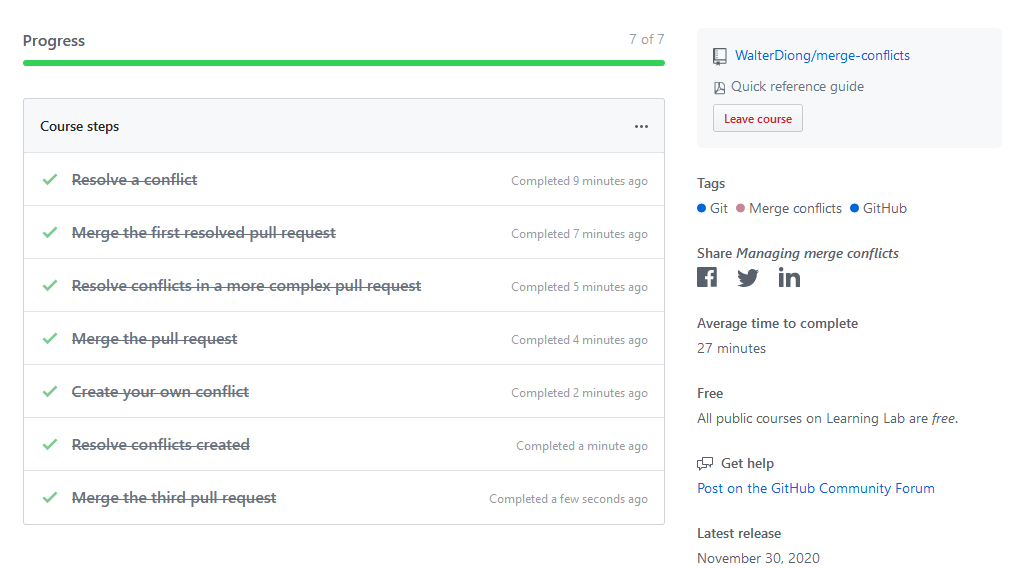 Progress
7 of 7
Course steps
Resolve a conflict
Completed 9 minutes ago
Merge the first resolved pull request
Completed 7 minutes ago
Resolve conflicts in a more complex pull request
Completed 5 minutes ago
Merge the pull request
Completed 4 minutes ago
Create your own conflict
Completed 2 minutes ago
Resolve conflicts created
Completed a minute ago
Merge the third pull request
Completed a few seconds ago
WalterDiong/merge-conflicts
Quick reference guide
Leave course
Tags
Git Merge conflicts GitHub
Share Managing merge conflicts
Average time to complete
27 minutes
Free
All public courses on Learning Lab are free.
Get help
Post on the GitHub Community Forum
Latest release
November 30, 2020